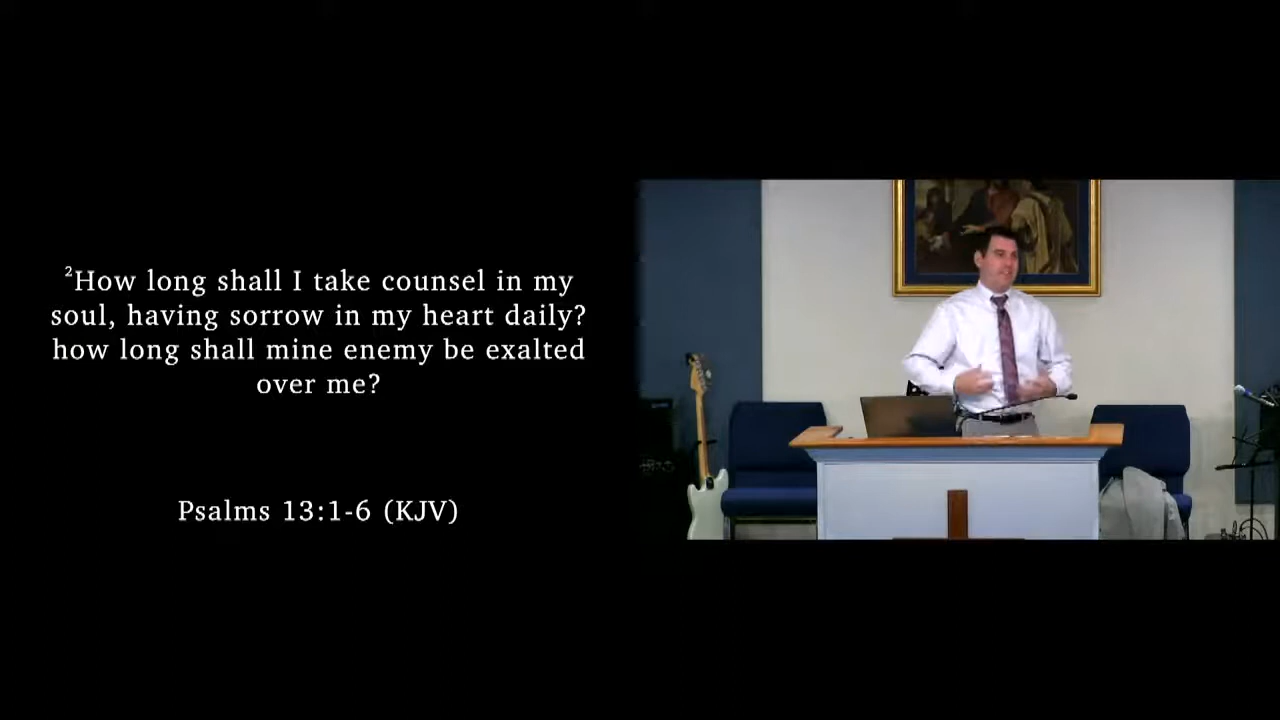 ²How long shall I take counsel in my
soul, having sorrow in my heart daily?
how long shall mine enemy be exalted
over me?
Psalms 13:1-6 (KJV)